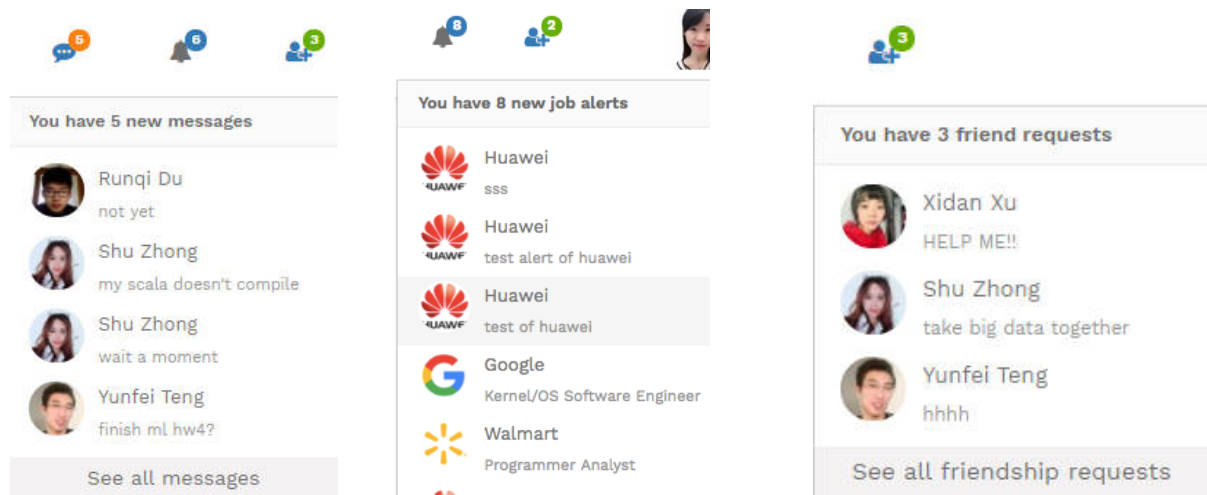 5
6
3
You have 5 new messages
Runqi Du
not yet
Shu Zhong
my scala doesn't compile
Shu Zhong
wait a moment
Yunfei Teng
finish ml hw4?
See all messages
8
2
You have 8 new job alerts
Huawei
sss
HUAWE
Huawei
test alert of huawei
HUAWE
Huawei
test of huawei
HUAWE
Google
Kernel/OS Software Engineer
Walmart
Programmer Analyst
3
You have 3 friend requests
Xidan Xu
HELP ME!!
Shu Zhong
take big data together
Yunfei Teng
hhhh
See all friendship requests